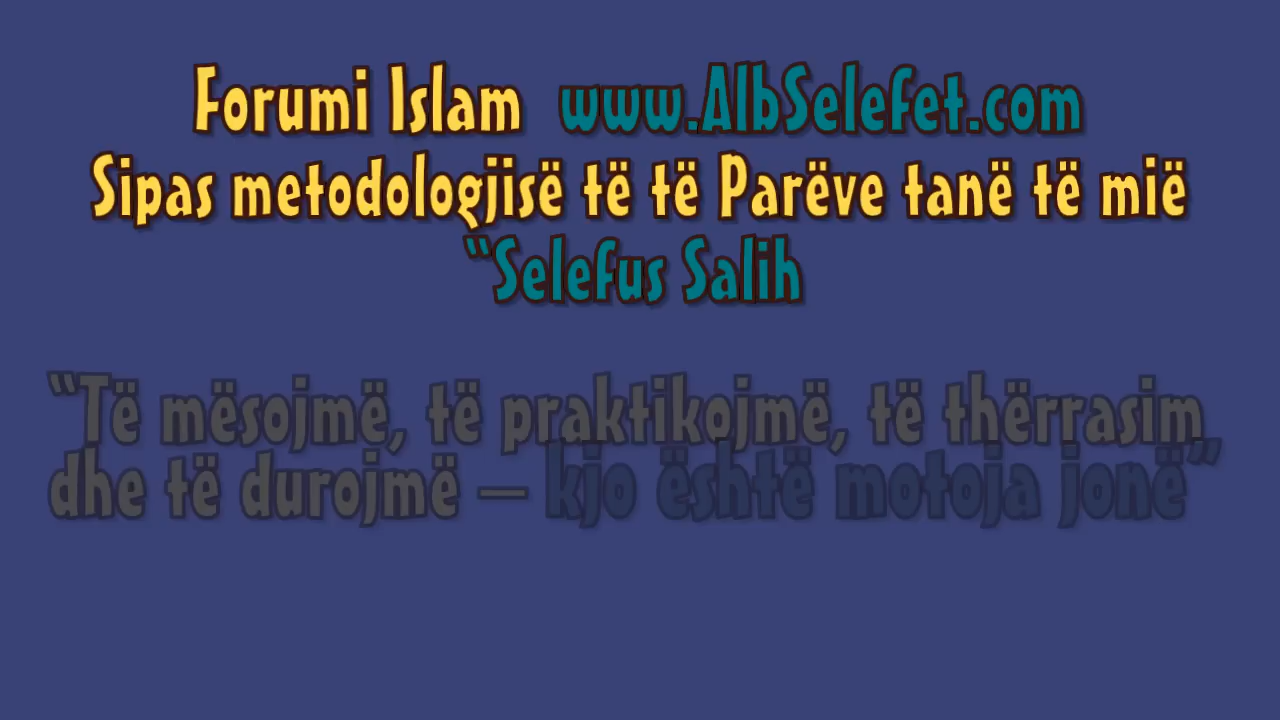 Forumi Islam www.AlbSelefet.com
Sipas metodologjisë të të Parëve tanë të mië
“Selefus Salih
“Të mësojmë, të praktikojmë, të thërrasim
dhe të durojmë – kjo është motoja jonë”